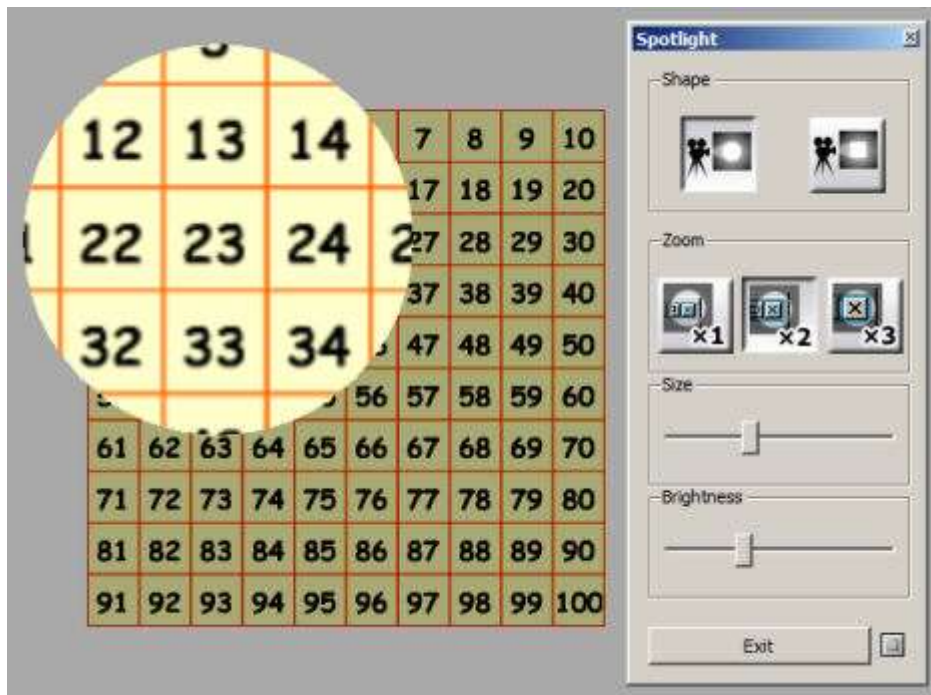 Spotlight
Shape
Zoom
×1 ×2 ×3
Size
Brightness
Exit
12 13 14
22 23 24
32 33 34
7 8 9 10
17 18 19 20
27 28 29 30
37 38 39 40
47 48 49 50
56 57 58 59 60
61 62 63 64 65 66 67 68 69 70
71 72 73 74 75 76 77 78 79 80
81 82 83 84 85 86 87 88 89 90
91 92 93 94 95 96 97 98 99 100